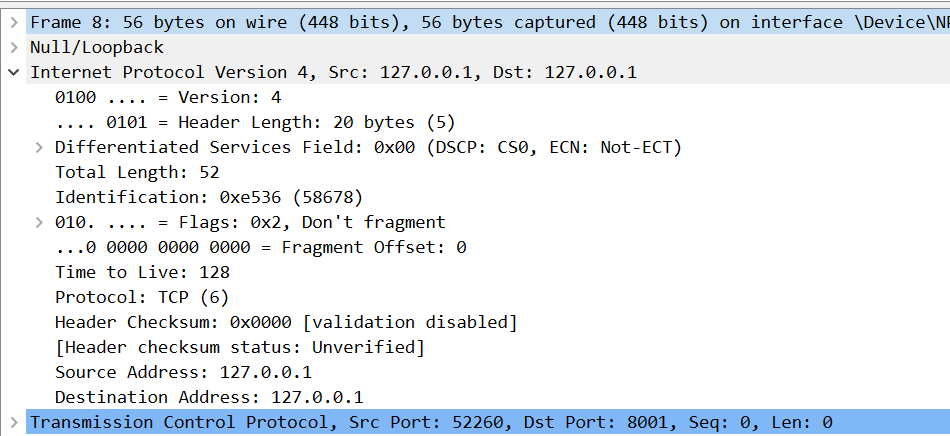 Frame 8: 56 bytes on wire (448 bits), 56 bytes captured (448 bits) on interface \Device\NP
Null/Loopback
Internet Protocol Version 4, Src: 127.0.0.1, Dst: 127.0.0.1
0100 .... = Version: 4
.... 0101 = Header Length: 20 bytes (5)
Differentiated Services Field: 0x00 (DSCP: CS0, ECN: Not-ECT)
Total Length: 52
Identification: 0xe536 (58678)
010. .... = Flags: 0x2, Don't fragment
...0 0000 0000 0000 = Fragment Offset: 0
Time to Live: 128
Protocol: TCP (6)
Header Checksum: 0x0000 [validation disabled]
[Header checksum status: Unverified]
Source Address: 127.0.0.1
Destination Address: 127.0.0.1
Transmission Control Protocol, Src Port: 52260, Dst Port: 8001, Seq: 0, Len: 0